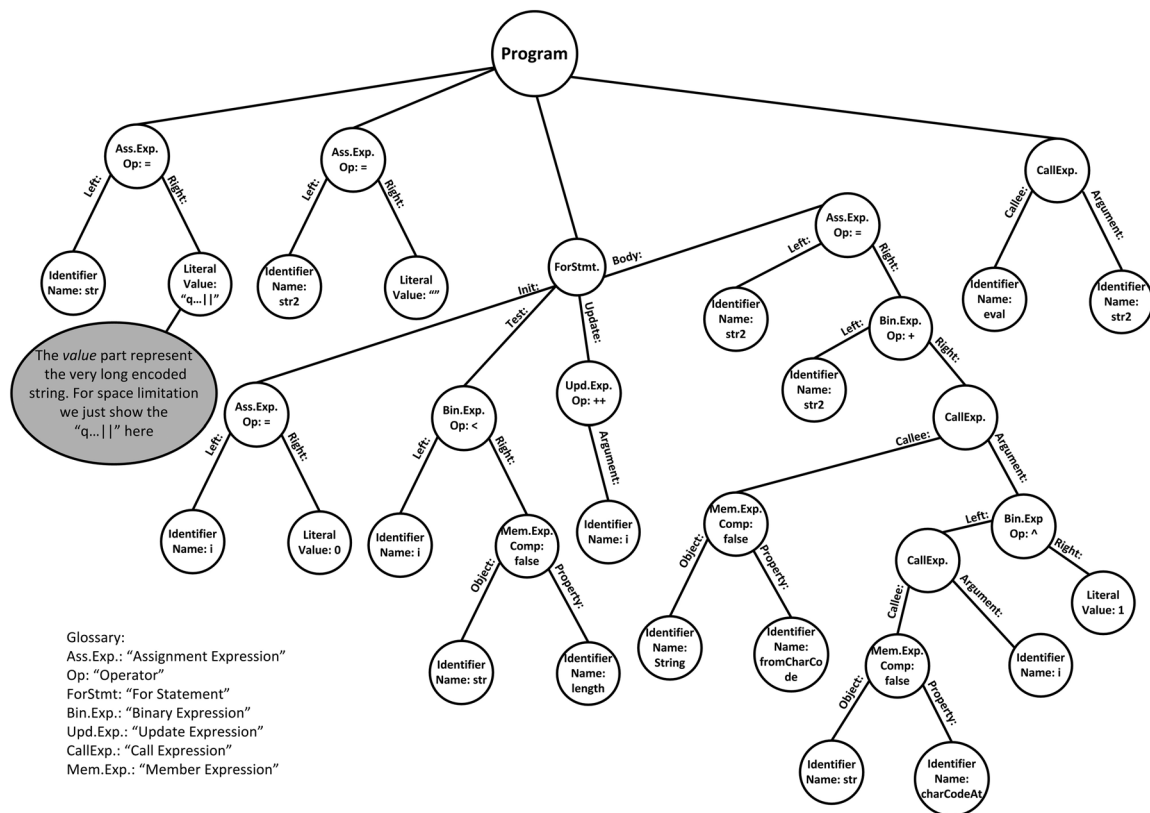 Program
Ass.Exp.
Op: =
Left:
Right:
Identifier
Name: str
Literal
Value:
“q...||”
The value part represent
the very long encoded
string. For space limitation
we just show the
“q...||” here
Ass.Exp.
Op: =
Left:
Right:
Identifier
Name:
str2
Literal
Value: “”
ForStmt.
Init:
Test:
Update:
Body:
Ass.Exp.
Op: =
Left:
Right:
Identifier
Name: i
Literal
Value: 0
Bin.Exp.
Op: <
Left:
Right:
Identifier
Name: i
Mem.Exp.
Comp:
false
Object:
Property:
Identifier
Name: str
Identifier
Name:
length
Upd.Exp.
Op: ++
Argument:
Identifier
Name: i
Ass.Exp.
Op: =
Left:
Right:
Identifier
Name:
str2
Bin.Exp.
Op: +
Left:
Right:
Identifier
Name:
str2
CallExp.
Callee:
Argument:
Mem.Exp.
Comp:
false
Object:
Property:
Identifier
Name:
String
Identifier
Name:
fromCharCo
de
Bin.Exp
Op: ^
Left:
Right:
CallExp.
Literal
Value: 1
Callee:
Argument:
Mem.Exp.
Comp:
false
Identifier
Name: i
Object:
Property:
Identifier
Name: str
Identifier
Name:
charCodeAt
CallExp.
Callee:
Argument:
Identifier
Name:
eval
Identifier
Name:
str2
Glossary:
Ass.Exp.: “Assignment Expression”
Op: “Operator”
ForStmt: “For Statement”
Bin.Exp.: “Binary Expression”
Upd.Exp.: “Update Expression”
CallExp.: “Call Expression”
Mem.Exp.: “Member Expression”